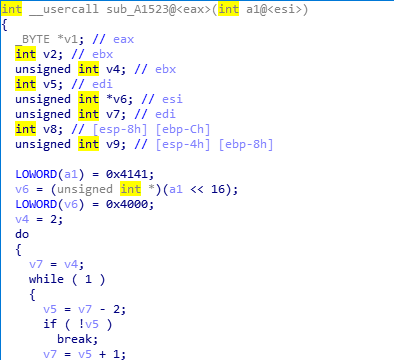 int __usercall sub_A1523@<eax>(int a1@<esi>)
{
_BYTE *v1; // eax
int v2; // ebx
unsigned int v4; // ebx
int v5; // edi
unsigned int *v6; // esi
unsigned int v7; // edi
int v8; // [esp-8h] [ebp-Ch]
unsigned int v9; // [esp-4h] [ebp-8h]
LOWORD(a1) = 0x4141;
v6 = (unsigned int *)(a1 << 16);
LOWORD(v6) = 0x4000;
v4 = 2;
do
{
v7 = v4;
while ( 1 )
{
v5 = v7 - 2;
if ( !v5 )
break;
v7 = v5 + 1;